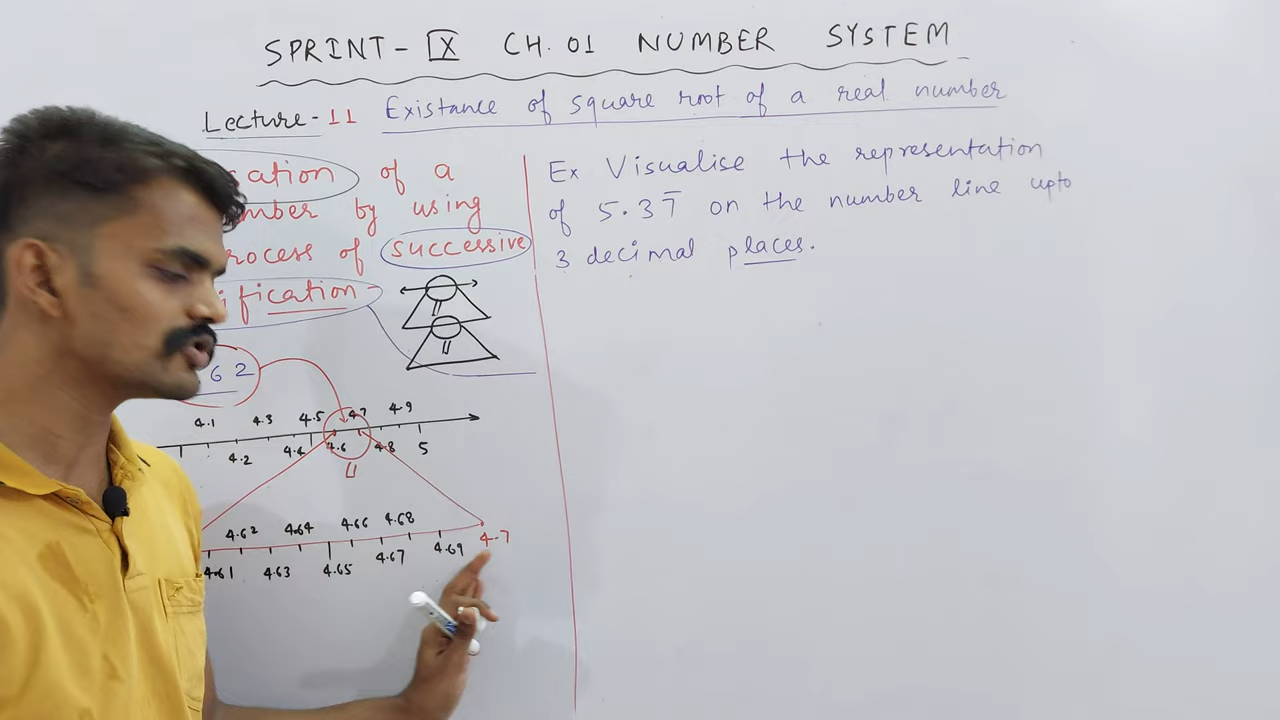 SPRINT- IX CH. 01 NUMBER SYSTEM
Lecture- 11 Existance of square root of a real number
of a
by using
of successive
ification
62
4.1 4.3 4.5 4.7 4.9
4.2 4.4 4.6 4.8 5
4.62 4.64 4.66 4.68 4.7
4.61 4.63 4.65 4.67 4.69
Ex Visualise the representation
of 5.37̅ on the number line upto
3 decimal places.